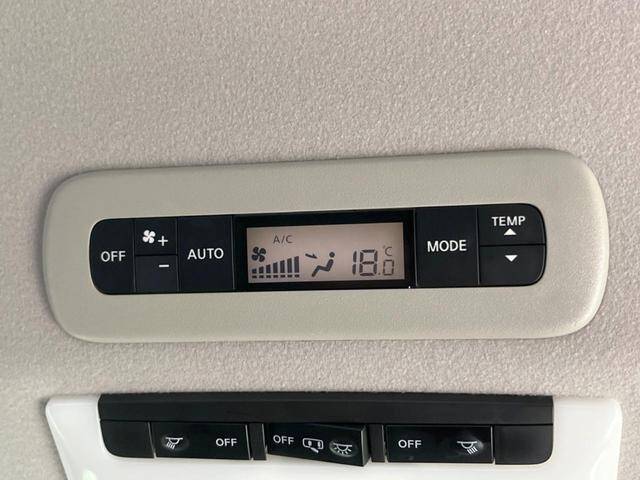 OFF + − AUTO A/C 18.0 °C MODE TEMP
OFF OFF OFF